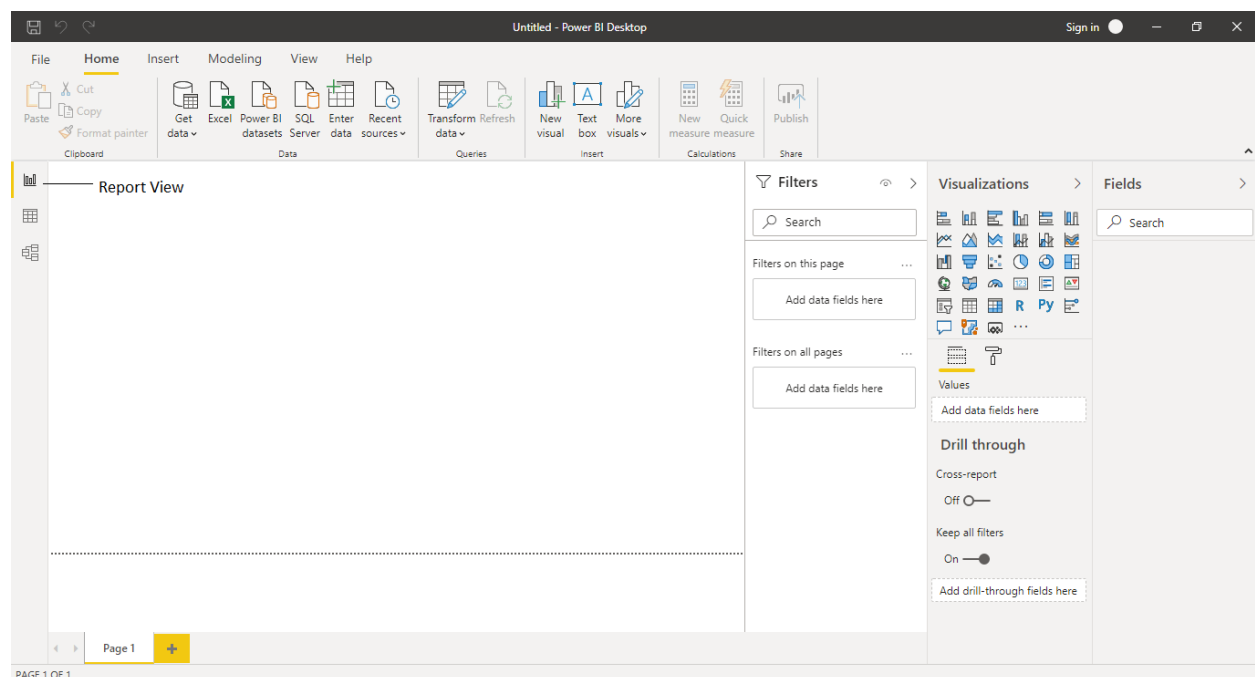 Untitled - Power BI Desktop
Sign in
File Home Insert Modeling View Help
Paste
Cut
Copy
Format painter
Get data
Excel
Power BI datasets
SQL Server
Enter data
Recent sources
Transform data
Refresh
New visual
Text box
More visuals
New measure
Quick measure
Publish
Clipboard
Data
Queries
Insert
Calculations
Share
Report View
Filters
Search
Filters on this page
Add data fields here
Filters on all pages
Add data fields here
Visualizations
123
R
Py
Values
Add data fields here
Drill through
Cross-report
Off
Keep all filters
On
Add drill-through fields here
Fields
Search
Page 1
PAGE 1 OF 1